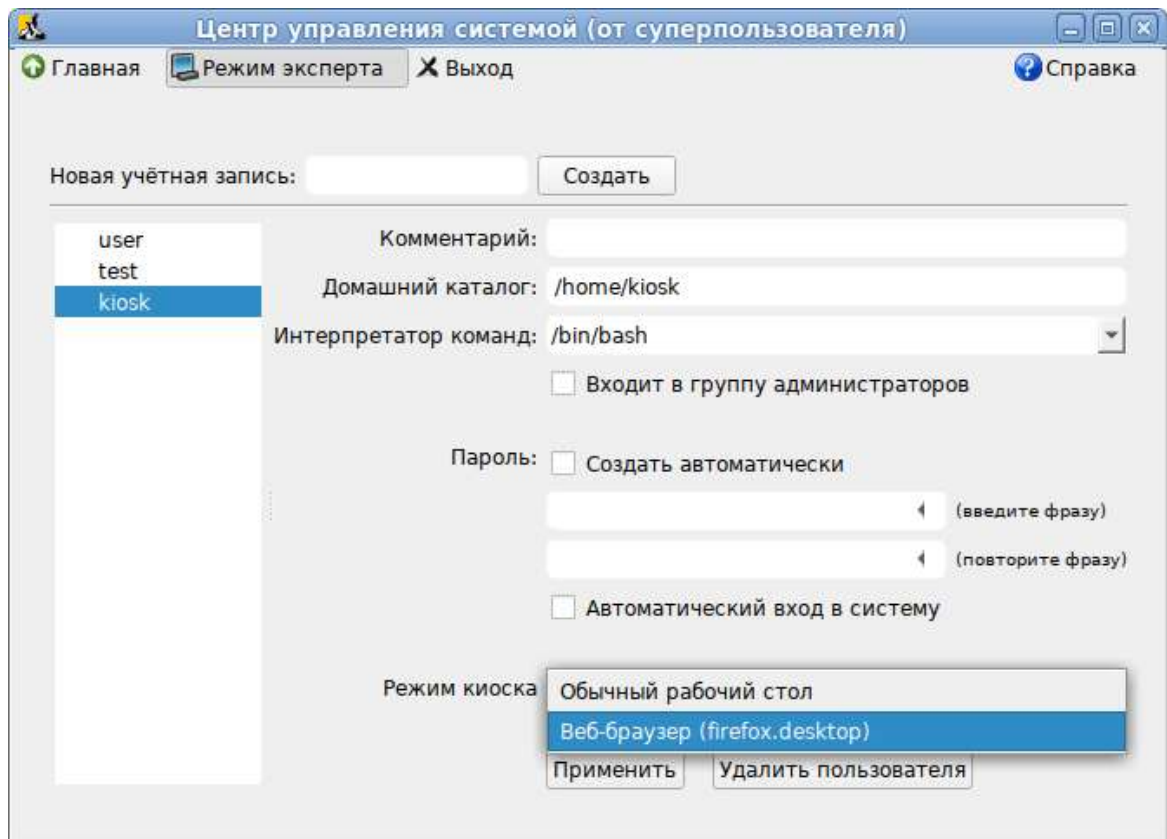 Центр управления системой (от суперпользователя)
Главная Режим эксперта Выход Справка
Новая учётная запись: Создать
user
test
kiosk
Комментарий:
Домашний каталог: /home/kiosk
Интерпретатор команд: /bin/bash
Входит в группу администраторов
Пароль: Создать автоматически
(введите фразу)
(повторите фразу)
Автоматический вход в систему
Режим киоска Обычный рабочий стол
Веб-браузер (firefox.desktop)
Применить Удалить пользователя